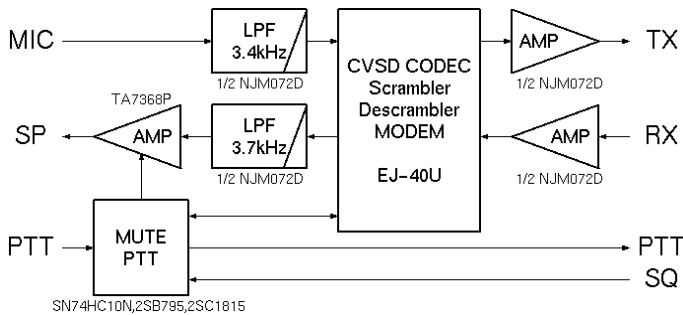 MIC
LPF
3.4kHz
1/2 NJM072D
CVSD CODEC
Scrambler
Descrambler
MODEM
EJ-40U
AMP
1/2 NJM072D
TX
SP
TA7368P
AMP
LPF
3.7kHz
1/2 NJM072D
AMP
1/2 NJM072D
RX
PTT
MUTE
PTT
SN74HC10N,2SB795,2SC1815
PTT
SQ